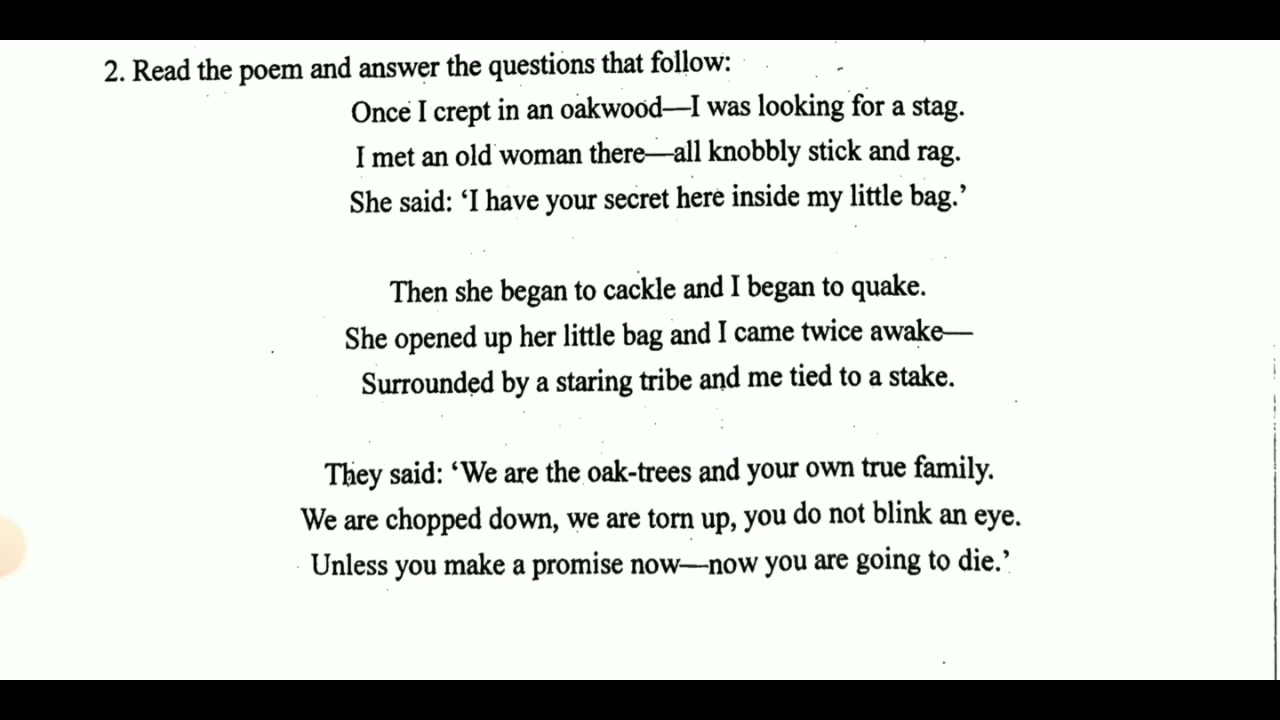 2. Read the poem and answer the questions that follow:
Once I crept in an oakwood—I was looking for a stag.
I met an old woman there—all knobbly stick and rag.
She said: ‘I have your secret here inside my little bag.’
Then she began to cackle and I began to quake.
She opened up her little bag and I came twice awake—
Surrounded by a staring tribe and me tied to a stake.
They said: ‘We are the oak-trees and your own true family.
We are chopped down, we are torn up, you do not blink an eye.
Unless you make a promise now—now you are going to die.’